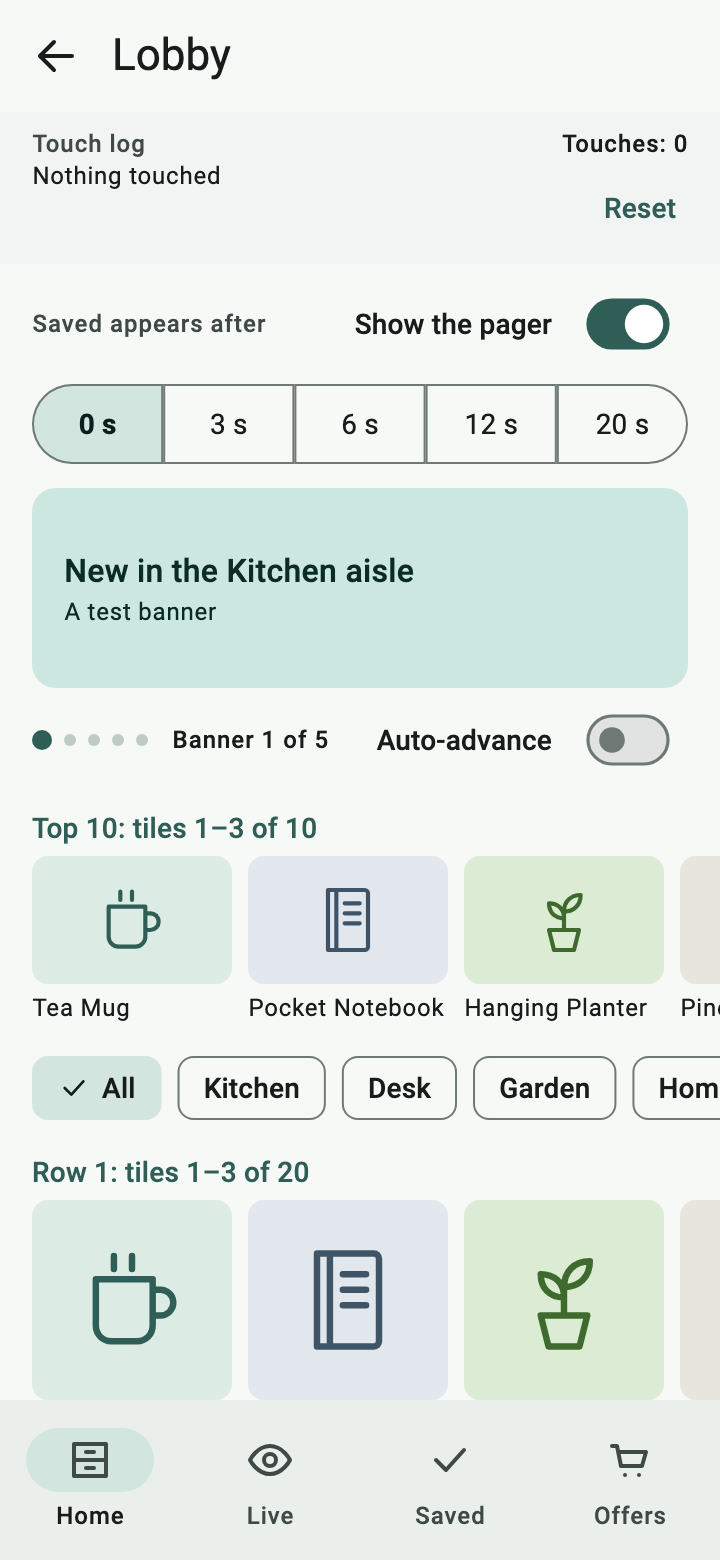 Lobby
Touch log
Touches: 0
Nothing touched
Reset
Saved appears after
Show the pager
0 s
3 s
6 s
12 s
20 s
New in the Kitchen aisle
A test banner
Banner 1 of 5
Auto-advance
Top 10: tiles 1–3 of 10
Tea Mug
Pocket Notebook
Hanging Planter
All
Kitchen
Desk
Garden
Row 1: tiles 1–3 of 20
Home
Live
Saved
Offers